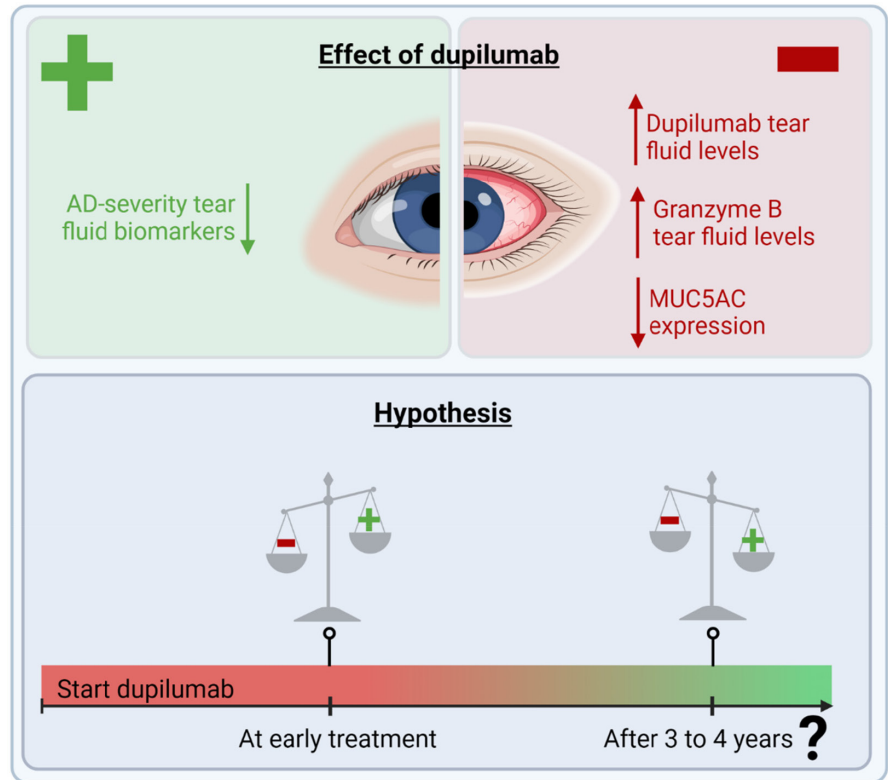 Effect of dupilumab
AD-severity tear
fluid biomarkers
Dupilumab tear
fluid levels
Granzyme B
tear fluid levels
MUC5AC
expression
Hypothesis
Start dupilumab
At early treatment
After 3 to 4 years ?